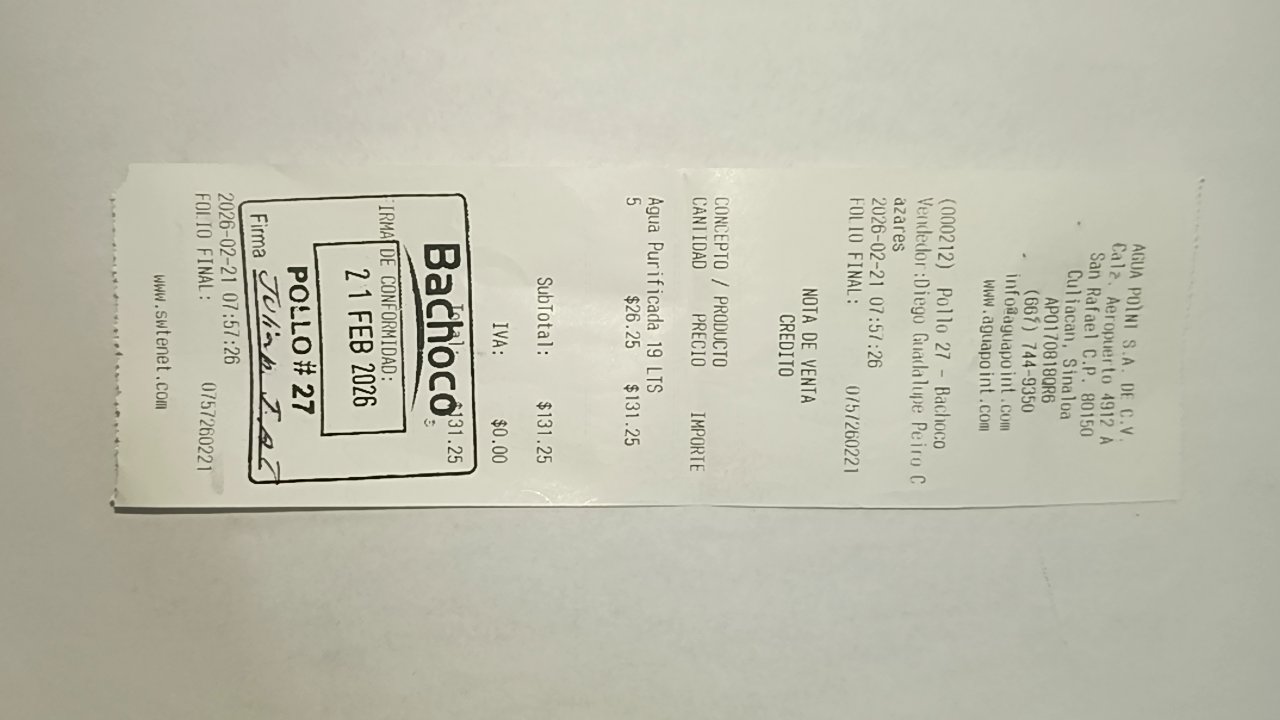 AGUA POINT S.A. DE C.V.
Calz. Aeropuerto 4912 A
San Rafael C.P. 80150
Culiacan, Sinaloa
APO170818QR6
(667) 744-9350
info@aguapoint.com
www.aguapoint.com
(000212) Pollo 27 - Bachoco
Vendedor:Diego Guadalupe Peiro C
azares
2026-02-21 07:57:26
FOLIO FINAL: 0757260221
NOTA DE VENTA
CREDITO
CONCEPTO / PRODUCTO
CANTIDAD PRECIO IMPORTE
Agua Purificada 19 LTS
5 $26.25 $131.25
SubTotal: $131.25
IVA: $0.00
Total: $131.25
Bachoco
FIRMA DE CONFORMIDAD:
21 FEB 2026
POLLO # 27
Firma
2026-02-21 07:57:26
FOLIO FINAL: 0757260221
www.swtenet.com